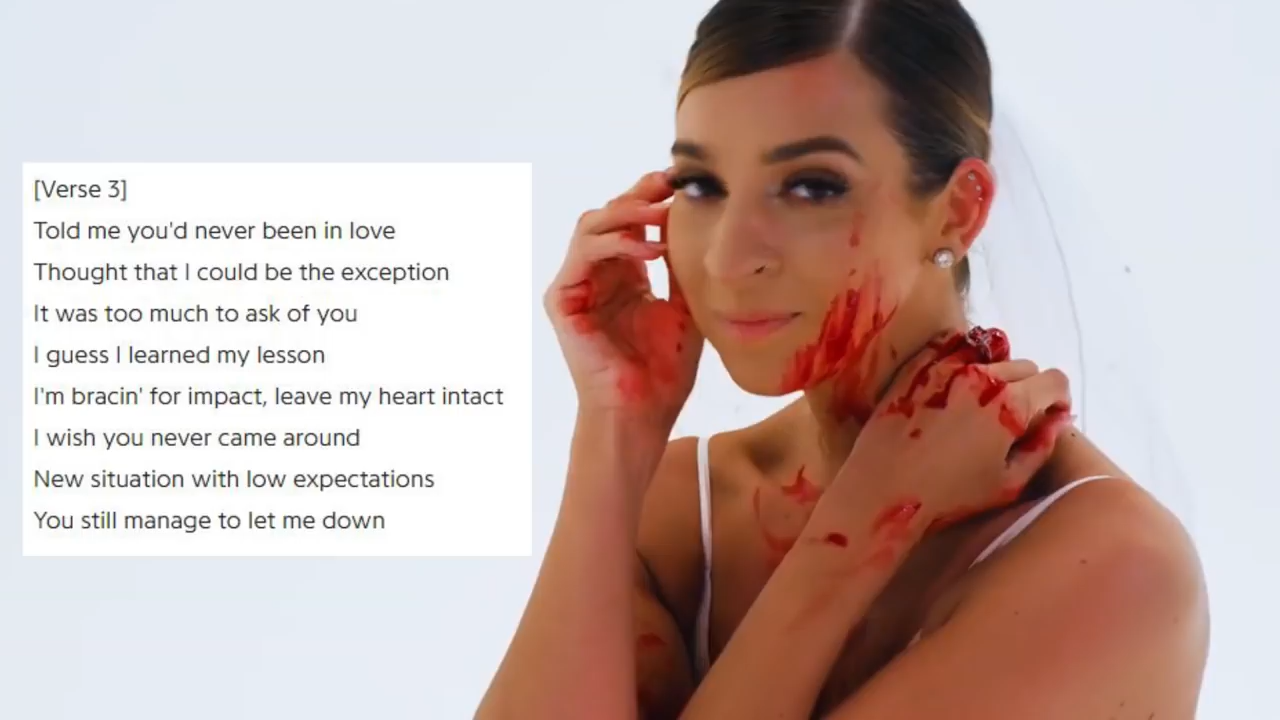 [Verse 3]
Told me you'd never been in love
Thought that I could be the exception
It was too much to ask of you
I guess I learned my lesson
I'm bracin' for impact, leave my heart intact
I wish you never came around
New situation with low expectations
You still manage to let me down